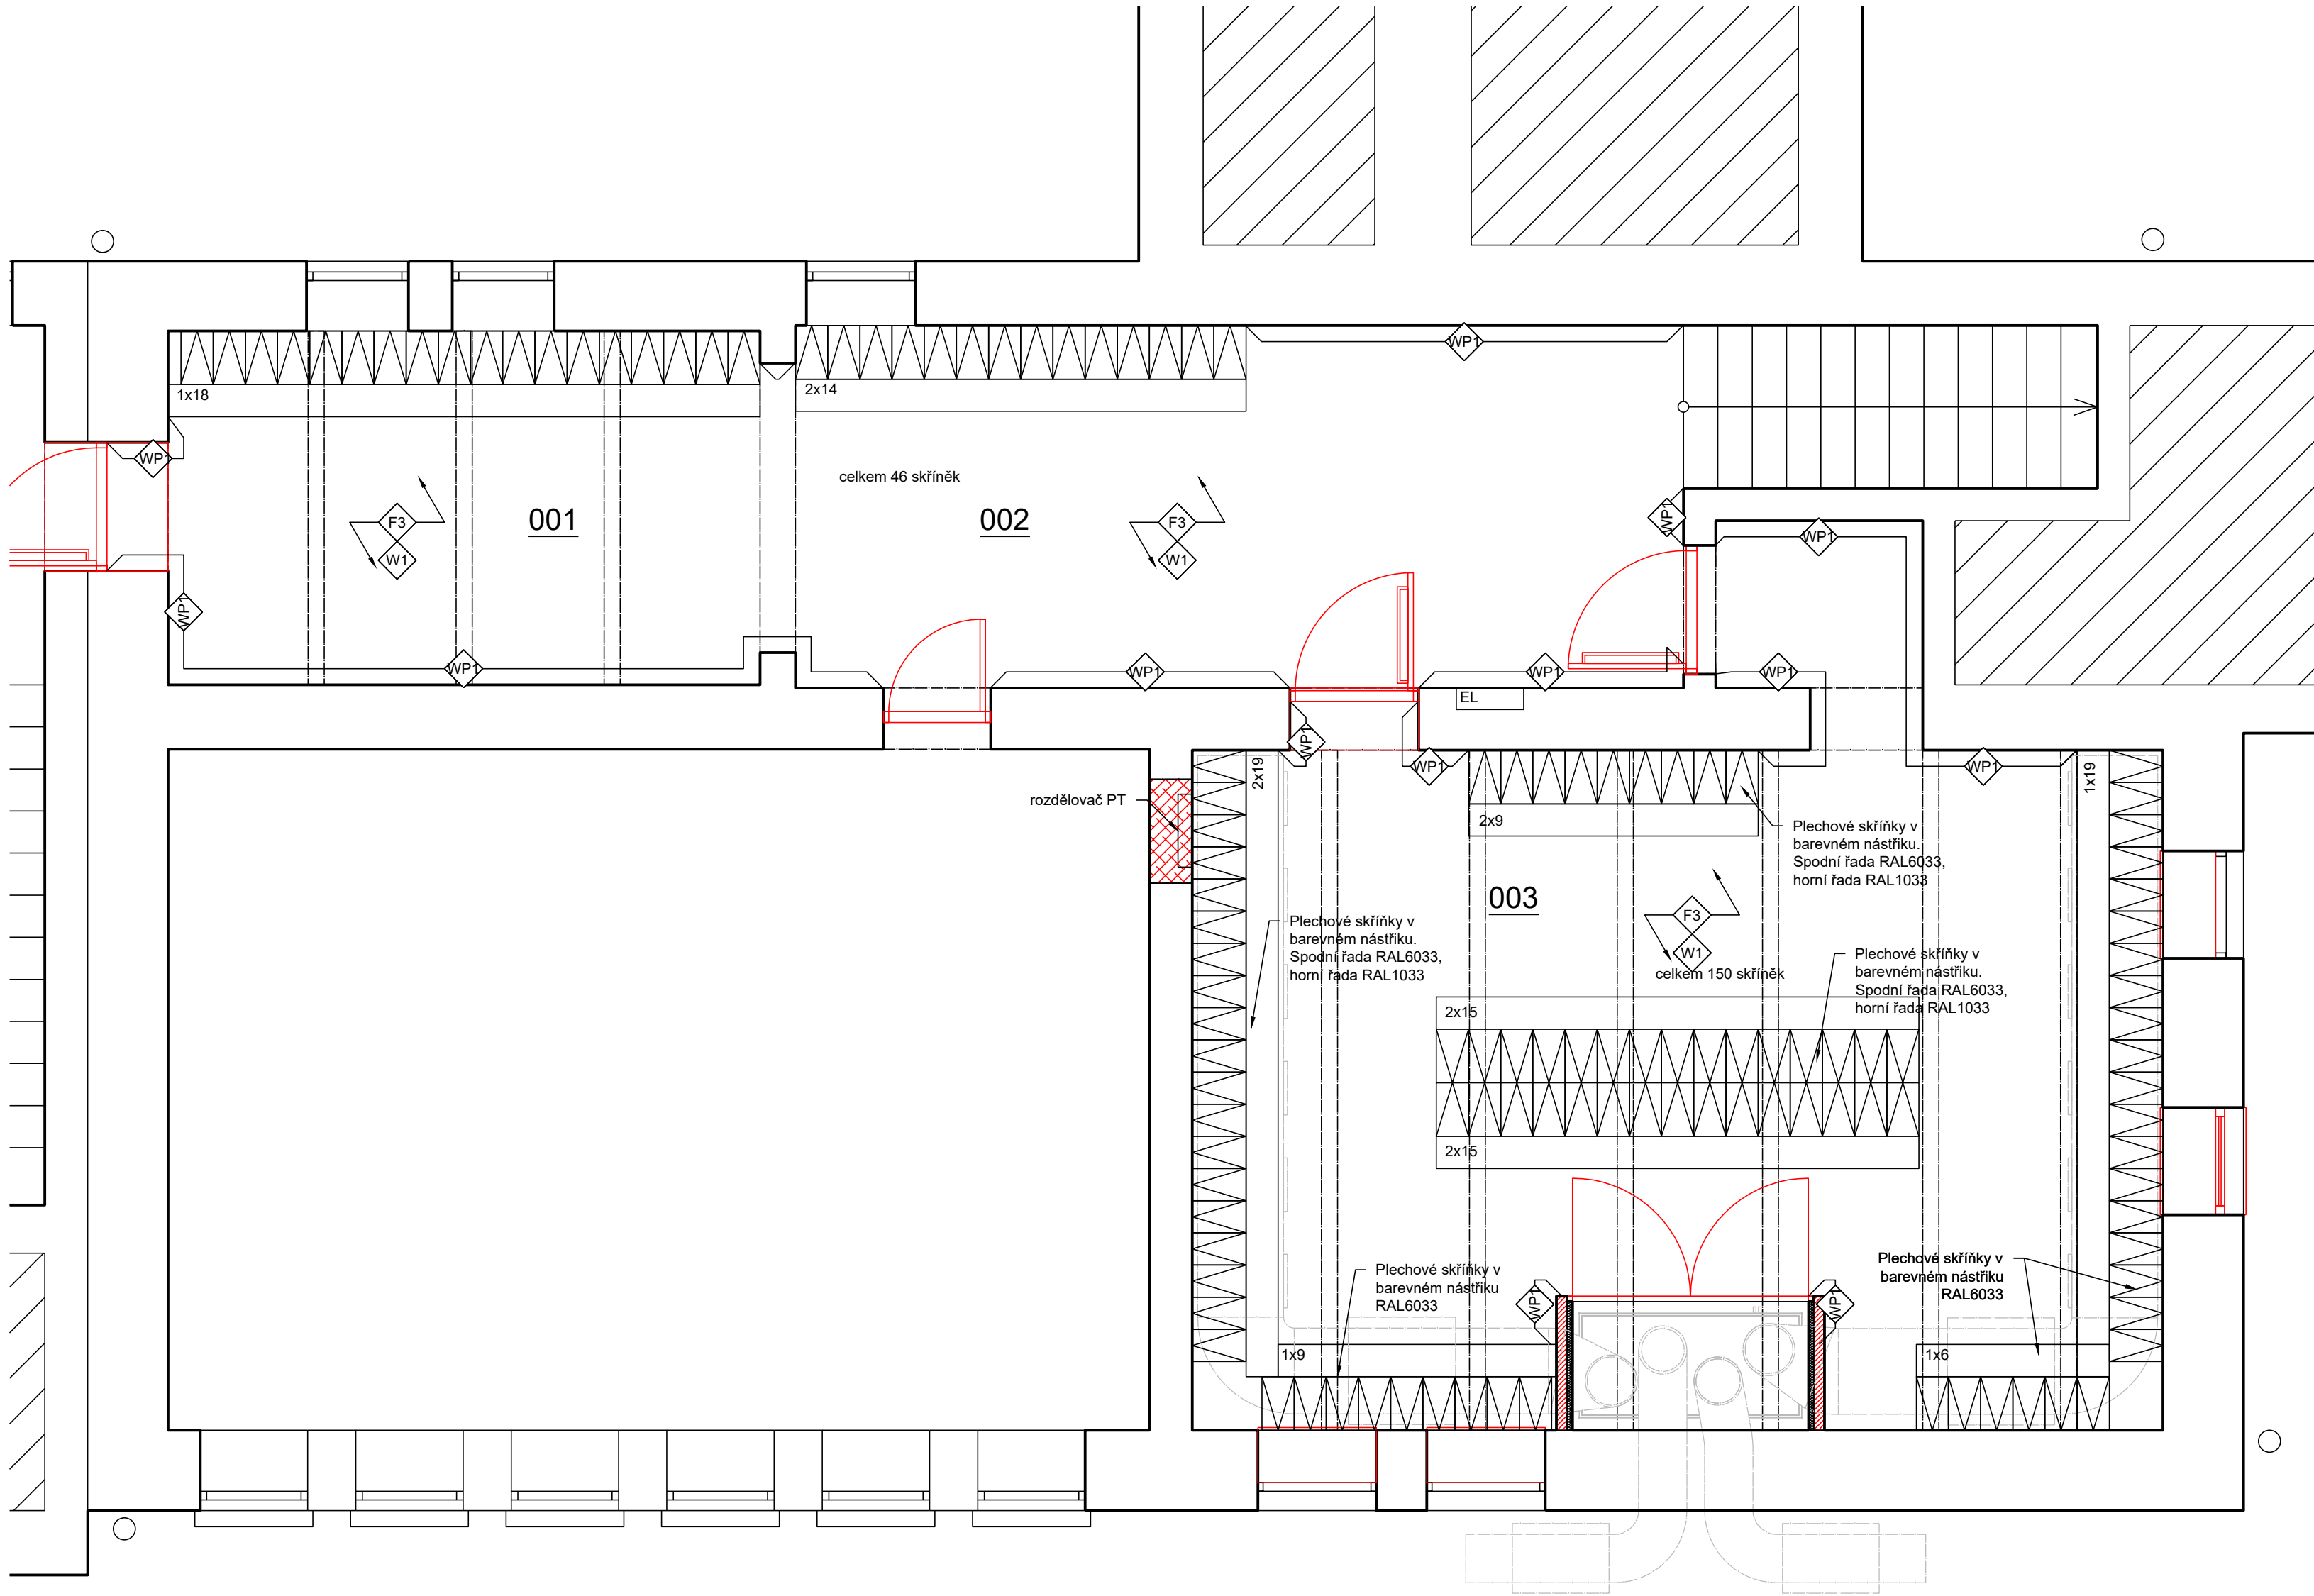 WP1
1x18
2x14
WP1
celkem 46 skříněk
F3
W1
001
002
F3
W1
WP1
WP1
WP1
WP1
WP1
WP1
WP1
EL
WP1
WP1
WP1
WP1
2x19
1x19
rozdělovač PT
2x9
Plechové skříňky v
barevném nástřiku.
Spodní řada RAL6033,
horní řada RAL1033
003
F3
W1
celkem 150 skříněk
Plechové skříňky v
barevném nástřiku.
Spodní řada RAL6033,
horní řada RAL1033
Plechové skříňky v
barevném nástřiku.
Spodní řada RAL6033,
horní řada RAL1033
2x15
2x15
Plechové skříňky v
barevném nástřiku
RAL6033
WP1
WP1
Plechové skříňky v
barevném nástřiku
RAL6033
1x9
1x6